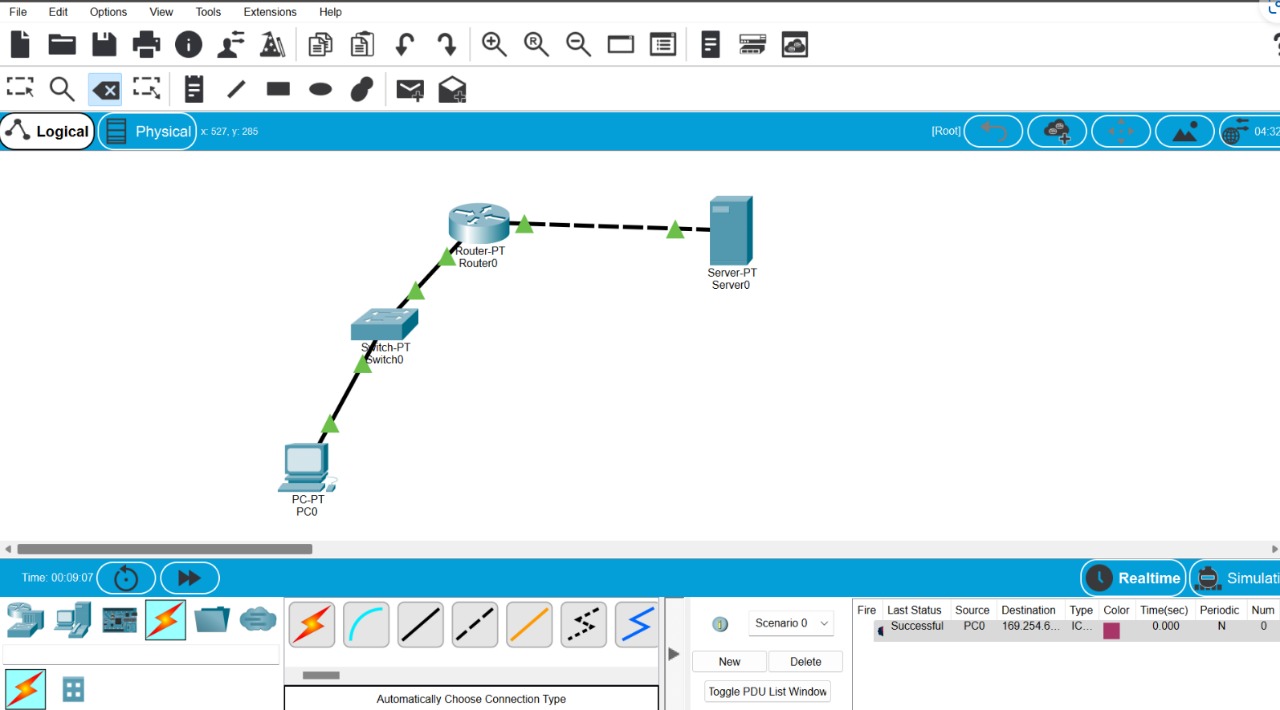 File Edit Options View Tools Extensions Help
Logical Physical x: 527, y: 285 [Root] 04:32
Router-PT
Router0
Server-PT
Server0
Switch-PT
Switch0
PC-PT
PC0
Time: 00:09:07 Realtime Simulati
Fire Last Status Source Destination Type Color Time(sec) Periodic Num
Successful PC0 169.254.6... IC... 0.000 N 0
Scenario 0
New Delete
Toggle PDU List Window
Automatically Choose Connection Type